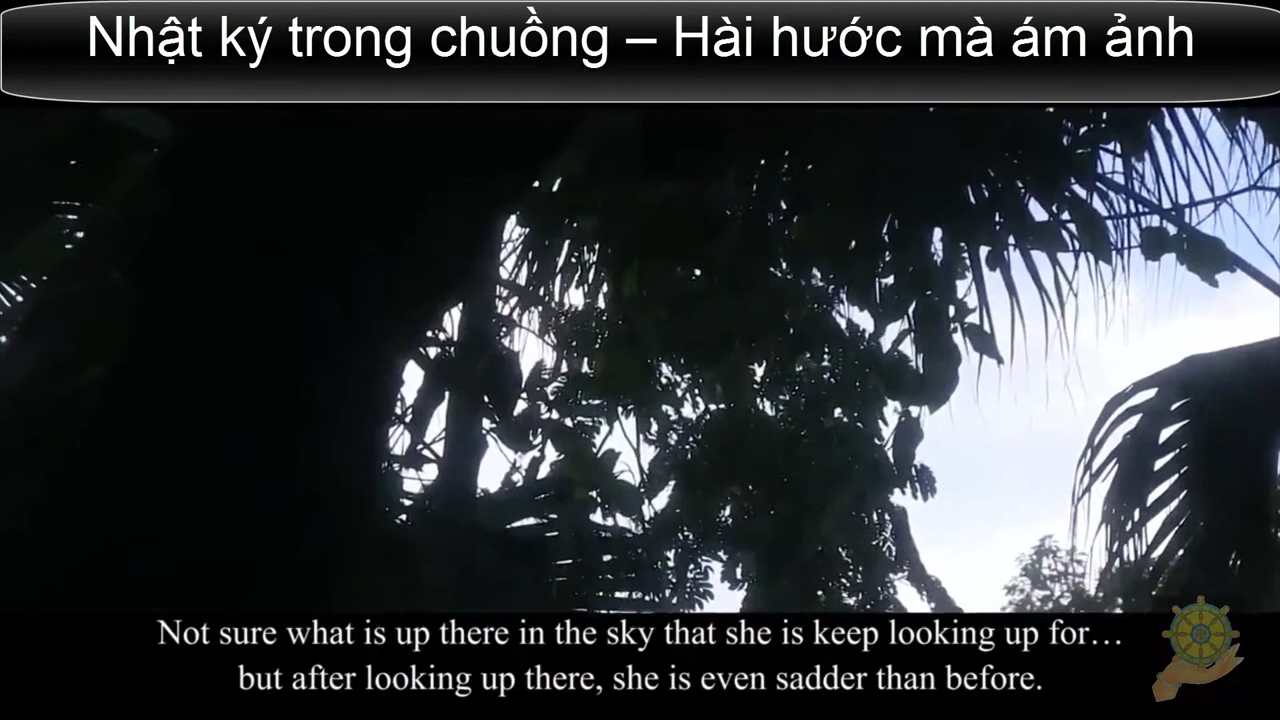 Nhật ký trong chuồng – Hài hước mà ám ảnh
Not sure what is up there in the sky that she is keep looking up for…
but after looking up there, she is even sadder than before.